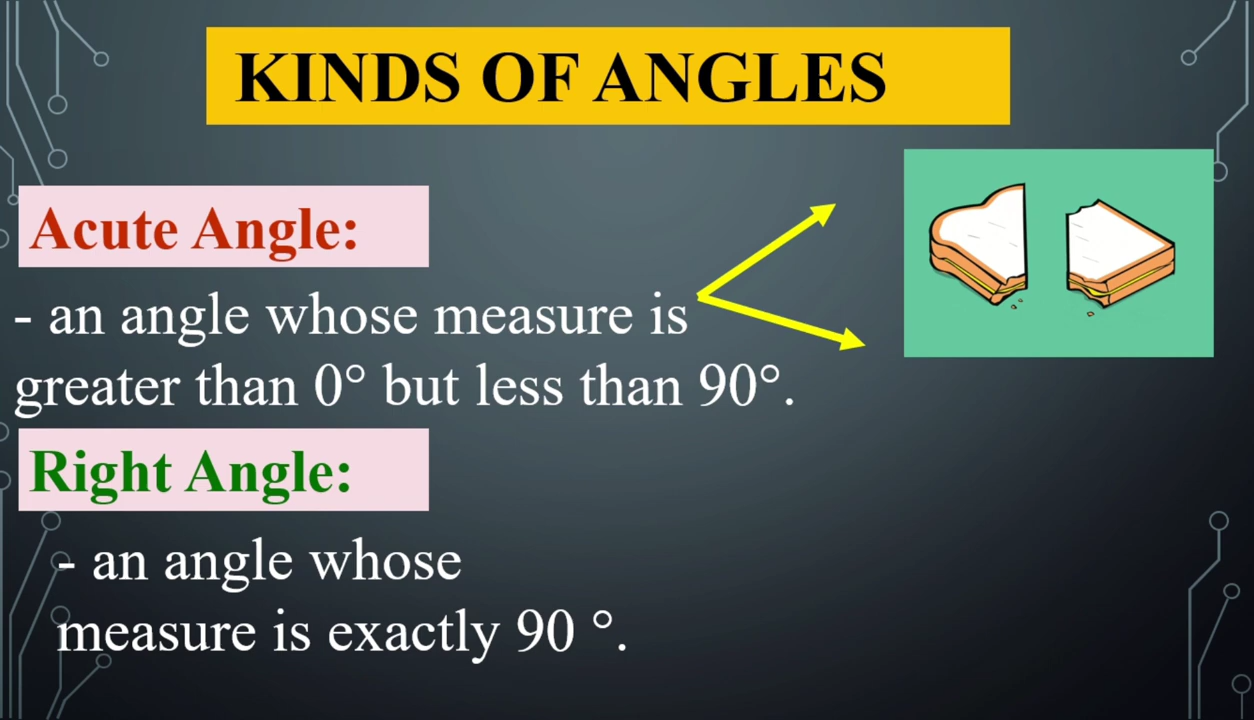 KINDS OF ANGLES
Acute Angle:
- an angle whose measure is
greater than 0° but less than 90°.
Right Angle:
- an angle whose
measure is exactly 90 °.